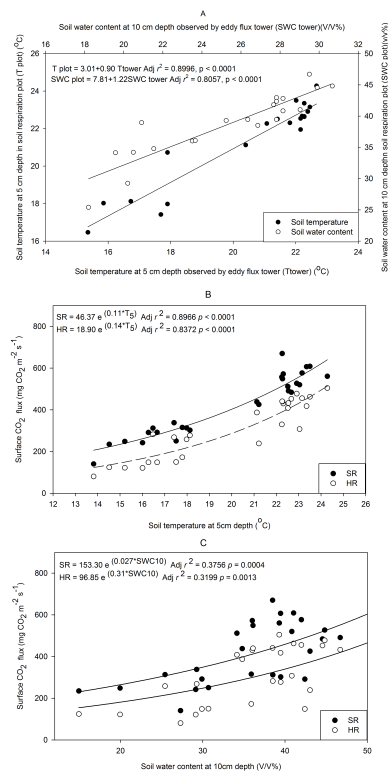 A
Soil water content at 10 cm depth observed by eddy flux tower (SWC tower)(V/V%)
10 15 20 25 30
26 24 22 20 18 16
50 45 40 35 30 25 20
T plot = 3.01+0.90 Ttower Adj r² = 0.8996, p < 0.0001
SWC plot = 7.81+1.22SWC tower Adj r² = 0.8057, p < 0.0001
Soil temperature at 5 cm depth in soil respiration plot (T plot) (°C)
Soil water content at 10 cm depth in soil respiration plot (SWC plot)(v/v%)
Soil temperature
Soil water content
14 16 18 20 22 24
Soil temperature at 5 cm depth observed by eddy flux tower (Ttower) (°C)
B
SR = 46.37 e (0.11*T5) Adj r² = 0.8966 p < 0.0001
HR = 18.90 e (0.14*T5) Adj r² = 0.8372 p < 0.0001
800 600 400 200 0
Surface CO2 flux (mg CO2 m-2 s-1)
SR
HR
12 13 14 15 16 17 18 19 20 21 22 23 24 25 26
Soil temperature at 5cm depth (°C)
C
SR = 153.30 e (0.027*SWC10) Adj r² = 0.3756 p = 0.0004
HR = 96.85 e (0.31*SWC10) Adj r² = 0.3199 p = 0.0013
800 600 400 200 0
Surface CO2 flux (mg CO2 m-2 s-1)
SR
HR
20 30 40 50
Soil water content at 10cm depth (V/V%)